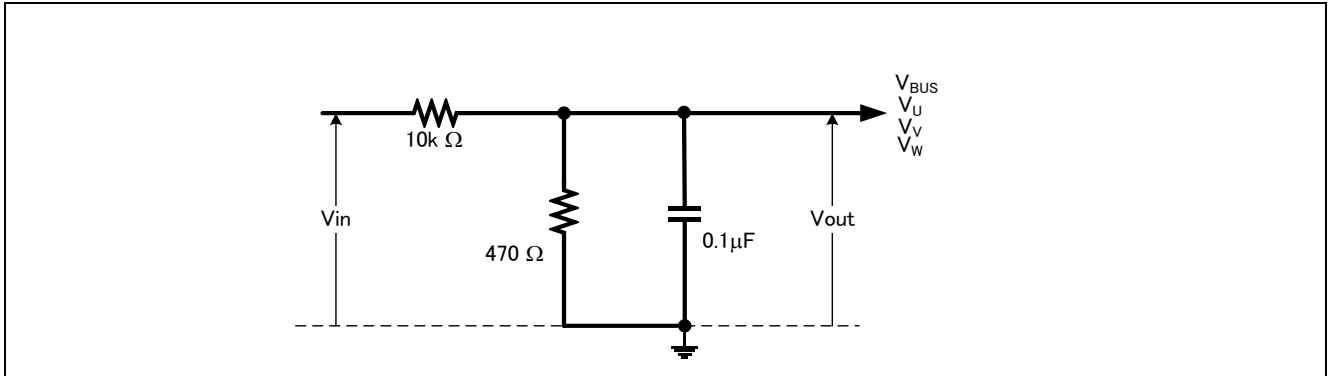 V_BUS
V_U
V_V
V_W
10k Ω
Vin
470 Ω
0.1μF
Vout